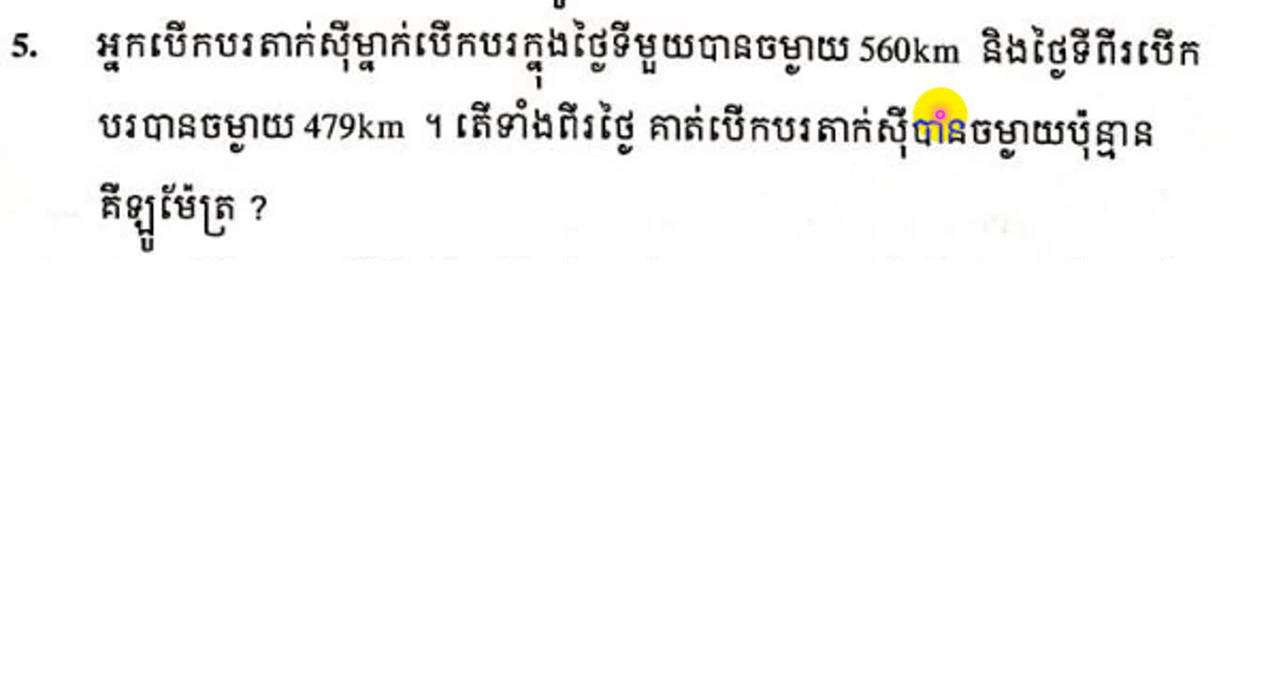 5. អ្នកបើកបរតាក់ស៊ីម្នាក់បើកបរក្នុងថ្ងៃទីមួយបានចម្ងាយ 560km និងថ្ងៃទីពីរបើក
បរបានចម្ងាយ 479km ។ តើទាំងពីរថ្ងៃ គាត់បើកបរតាក់ស៊ីបានចម្ងាយប៉ុន្មាន
គីឡូម៉ែត្រ ?